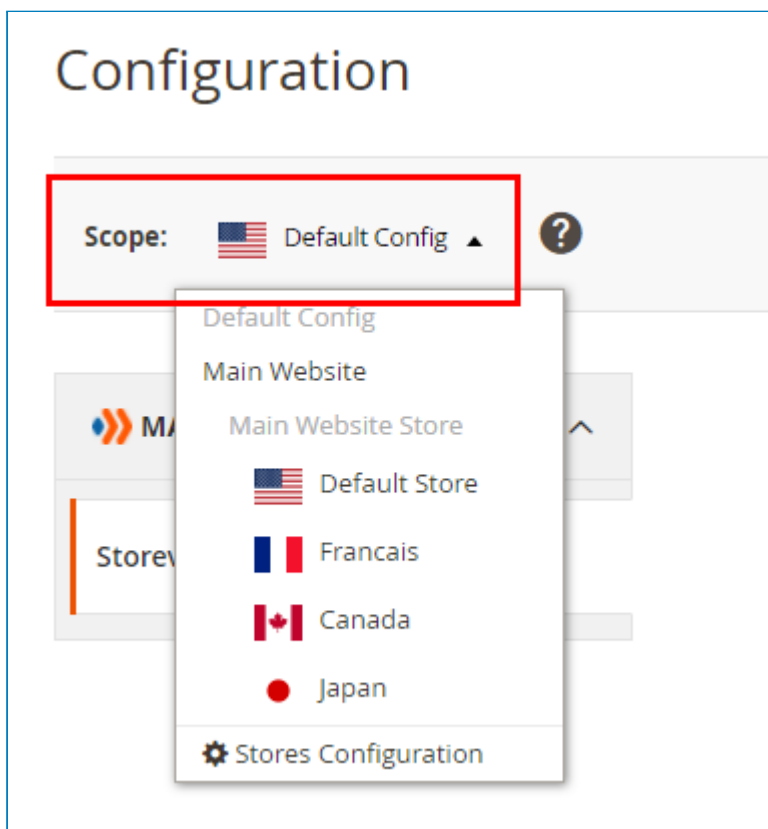 Configuration
Scope: Default Config
Default Config
Main Website
Main Website Store
Default Store
Francais
Canada
Japan
Stores Configuration